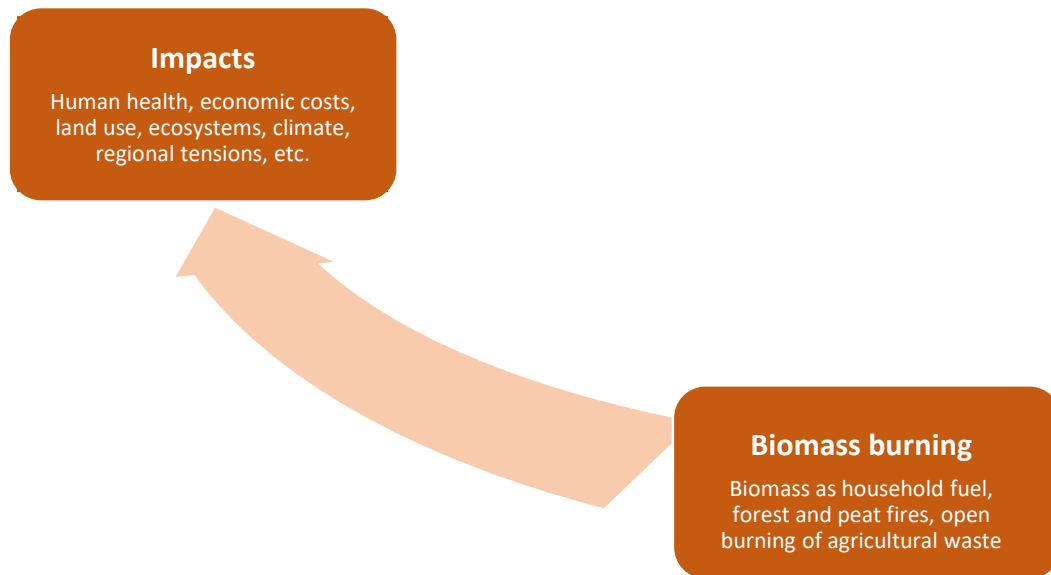 Impacts
Human health, economic costs,
land use, ecosystems, climate,
regional tensions, etc.
Biomass burning
Biomass as household fuel,
forest and peat fires, open
burning of agricultural waste